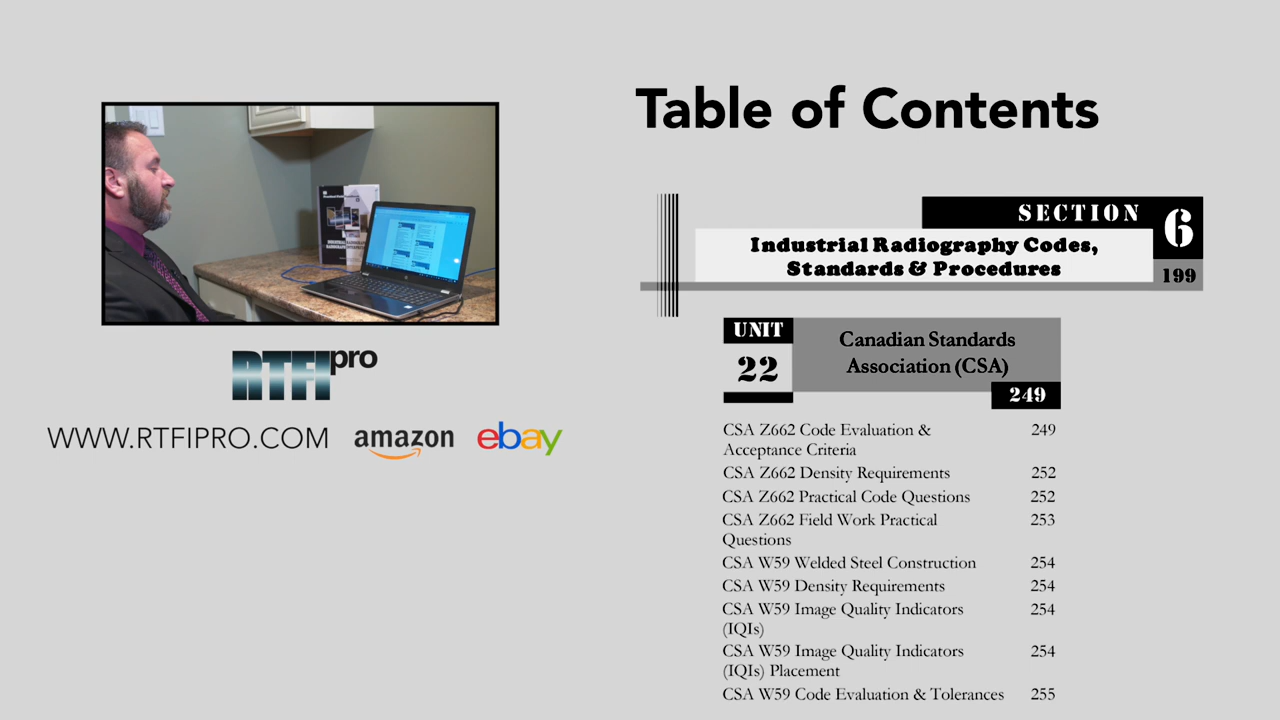 Table of Contents
SECTION
6
Industrial Radiography Codes,
Standards & Procedures
199
UNIT
22
Canadian Standards
Association (CSA)
249
CSA Z662 Code Evaluation & 249
Acceptance Criteria
CSA Z662 Density Requirements 252
CSA Z662 Practical Code Questions 252
CSA Z662 Field Work Practical 253
Questions
CSA W59 Welded Steel Construction 254
CSA W59 Density Requirements 254
CSA W59 Image Quality Indicators 254
(IQIs)
CSA W59 Image Quality Indicators 254
(IQIs) Placement
CSA W59 Code Evaluation & Tolerances 255
RTFIpro
WWW.RTFIPRO.COM amazon ebay